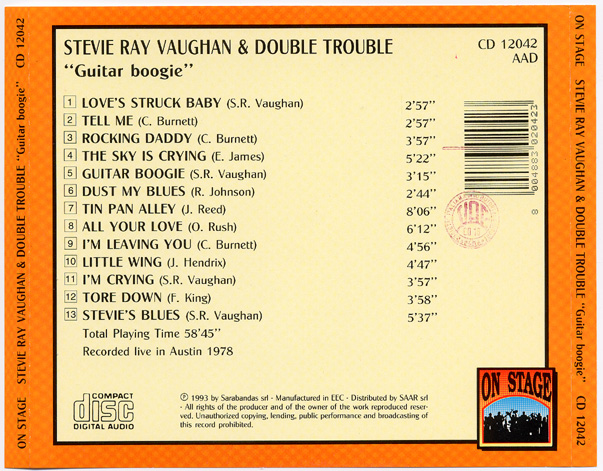 CD 12042
STEVIE RAY VAUGHAN & DOUBLE TROUBLE "Guitar boogie"
ON STAGE
STEVIE RAY VAUGHAN & DOUBLE TROUBLE
"Guitar boogie"
CD 12042
AAD
1 LOVE'S STRUCK BABY (S.R. Vaughan) 2'57''
2 TELL ME (C. Burnett) 2'57''
3 ROCKING DADDY (C. Burnett) 3'57''
4 THE SKY IS CRYING (E. James) 5'22''
5 GUITAR BOOGIE (S.R. Vaughan) 3'15''
6 DUST MY BLUES (R. Johnson) 2'44''
7 TIN PAN ALLEY (J. Reed) 8'06''
8 ALL YOUR LOVE (O. Rush) 6'12''
9 I'M LEAVING YOU (C. Burnett) 4'56''
10 LITTLE WING (J. Hendrix) 4'47''
11 I'M CRYING (S.R. Vaughan) 3'57''
12 TORE DOWN (F. King) 3'58''
13 STEVIE'S BLUES (S.R. Vaughan) 5'37''
Total Playing Time 58'45''
Recorded live in Austin 1978
8 004883 020423
COMPACT
disc
DIGITAL AUDIO
℗ 1993 by Sarabandas srl - Manufactured in EEC - Distributed by SAAR srl
- All rights of the producer and of the owner of the work reproduced reser-
ved. Unauthorized copying, lending, public performance and broadcasting of
this record prohibited.
ON STAGE
ON STAGE
STEVIE RAY VAUGHAN & DOUBLE TROUBLE "Guitar boogie"
CD 12042